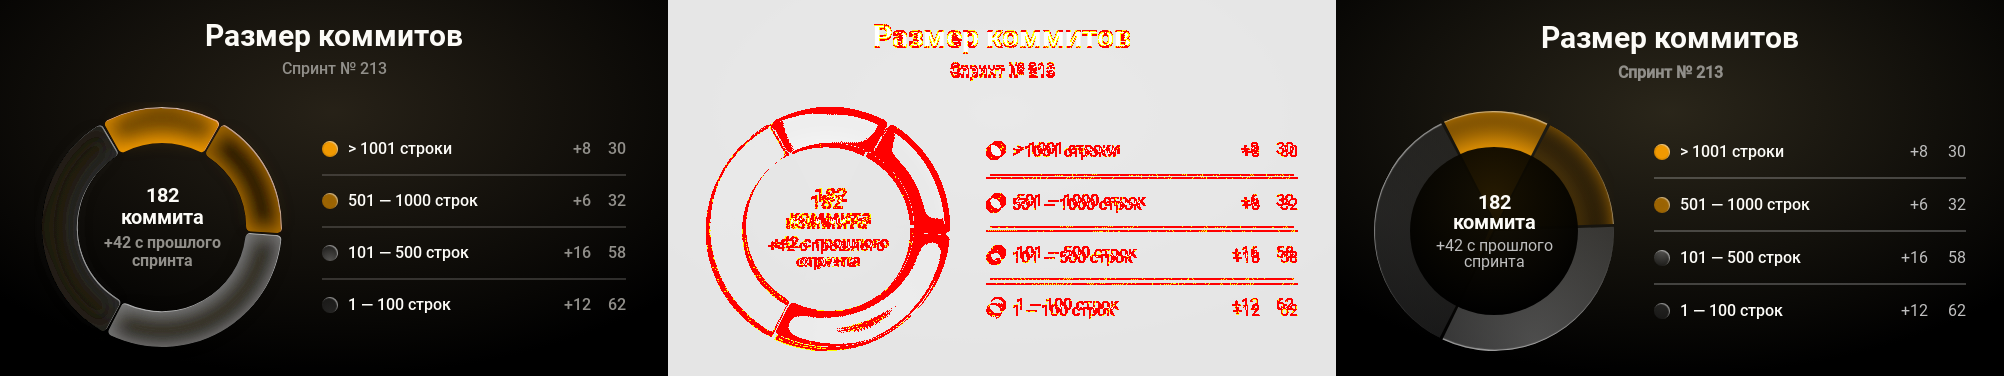 Размер коммитов
Спринт № 213
182
коммита
+42 с прошлого
спринта
> 1001 строки +8 30
501 — 1000 строк +6 32
101 — 500 строк +16 58
1 — 100 строк +12 62
Размер коммитов
Спринт № 213
182
коммита
+42 с прошлого
спринта
> 1001 строки +8 30
501 — 1000 строк +6 32
101 — 500 строк +16 58
1 — 100 строк +12 62
Размер коммитов
Спринт № 213
182
коммита
+42 с прошлого
спринта
> 1001 строки +8 30
501 — 1000 строк +6 32
101 — 500 строк +16 58
1 — 100 строк +12 62